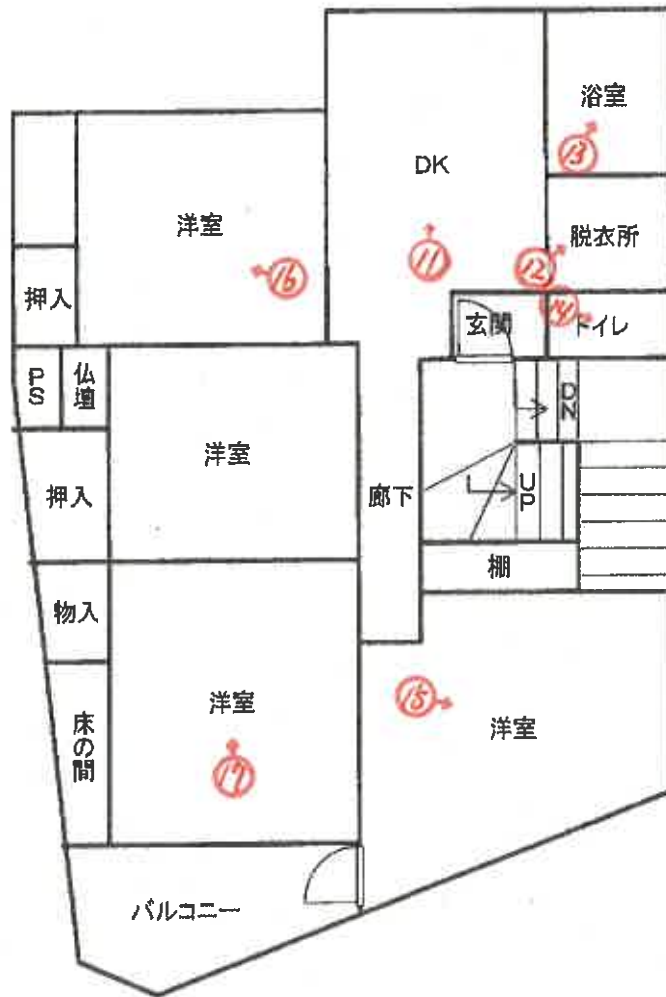 浴室
⑬
DK
洋室
脱衣所
⑪
⑫
⑯
押入
⑭
玄関
トイレ
PS
仏壇
DN
洋室
押入
廊下
UP
棚
物入
洋室
⑮
床の間
洋室
⑰
バルコニー